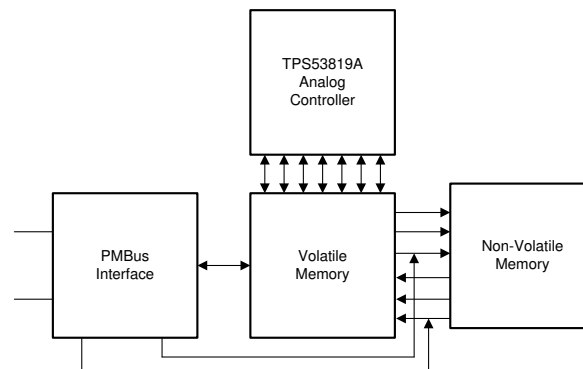 TPS53819A
Analog
Controller
PMBus
Interface
Volatile
Memory
Non-Volatile
Memory